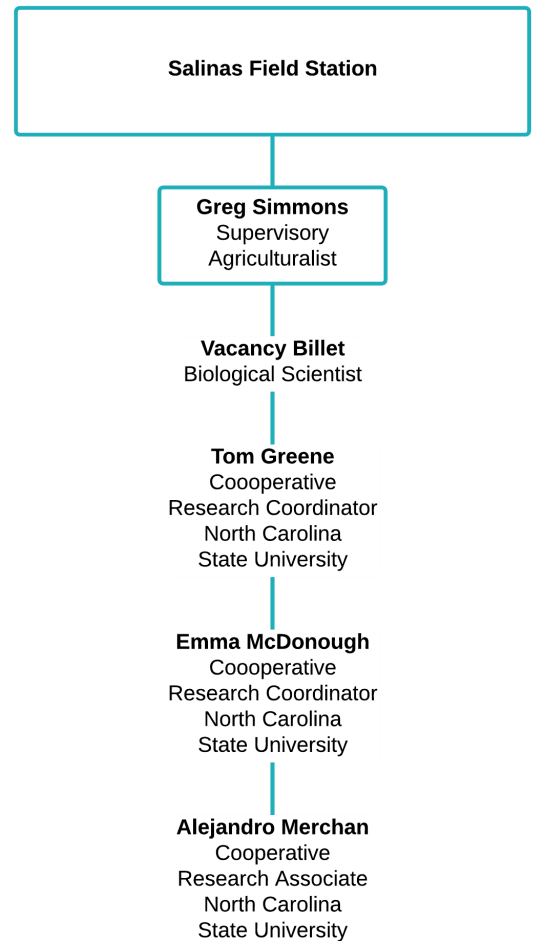 Salinas Field Station
Greg Simmons
Supervisory
Agriculturalist
Vacancy Billet
Biological Scientist
Tom Greene
Coooperative
Research Coordinator
North Carolina
State University
Emma McDonough
Coooperative
Research Coordinator
North Carolina
State University
Alejandro Merchan
Cooperative
Research Associate
North Carolina
State University